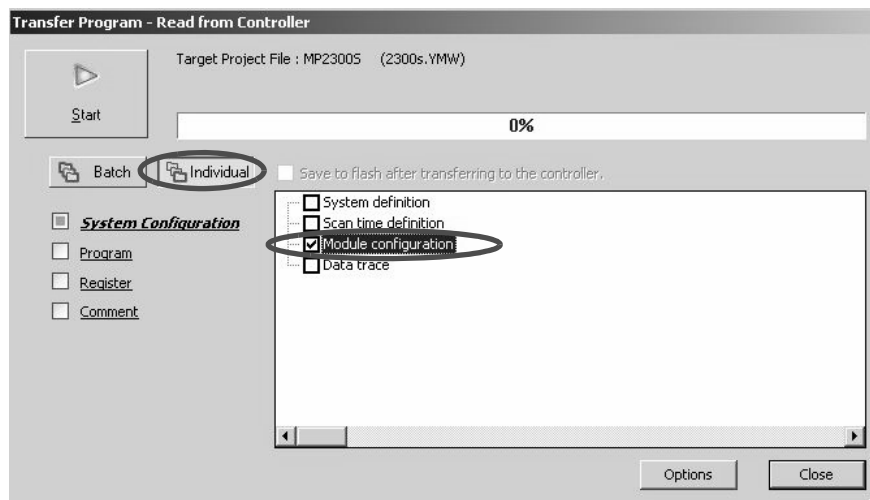 Transfer Program - Read from Controller
Target Project File : MP2300S (2300s.YMW)
Start
0%
Batch
Individual
Save to flash after transferring to the controller.
System definition
Scan time definition
Module configuration
Data trace
System Configuration
Program
Register
Comment
Options
Close